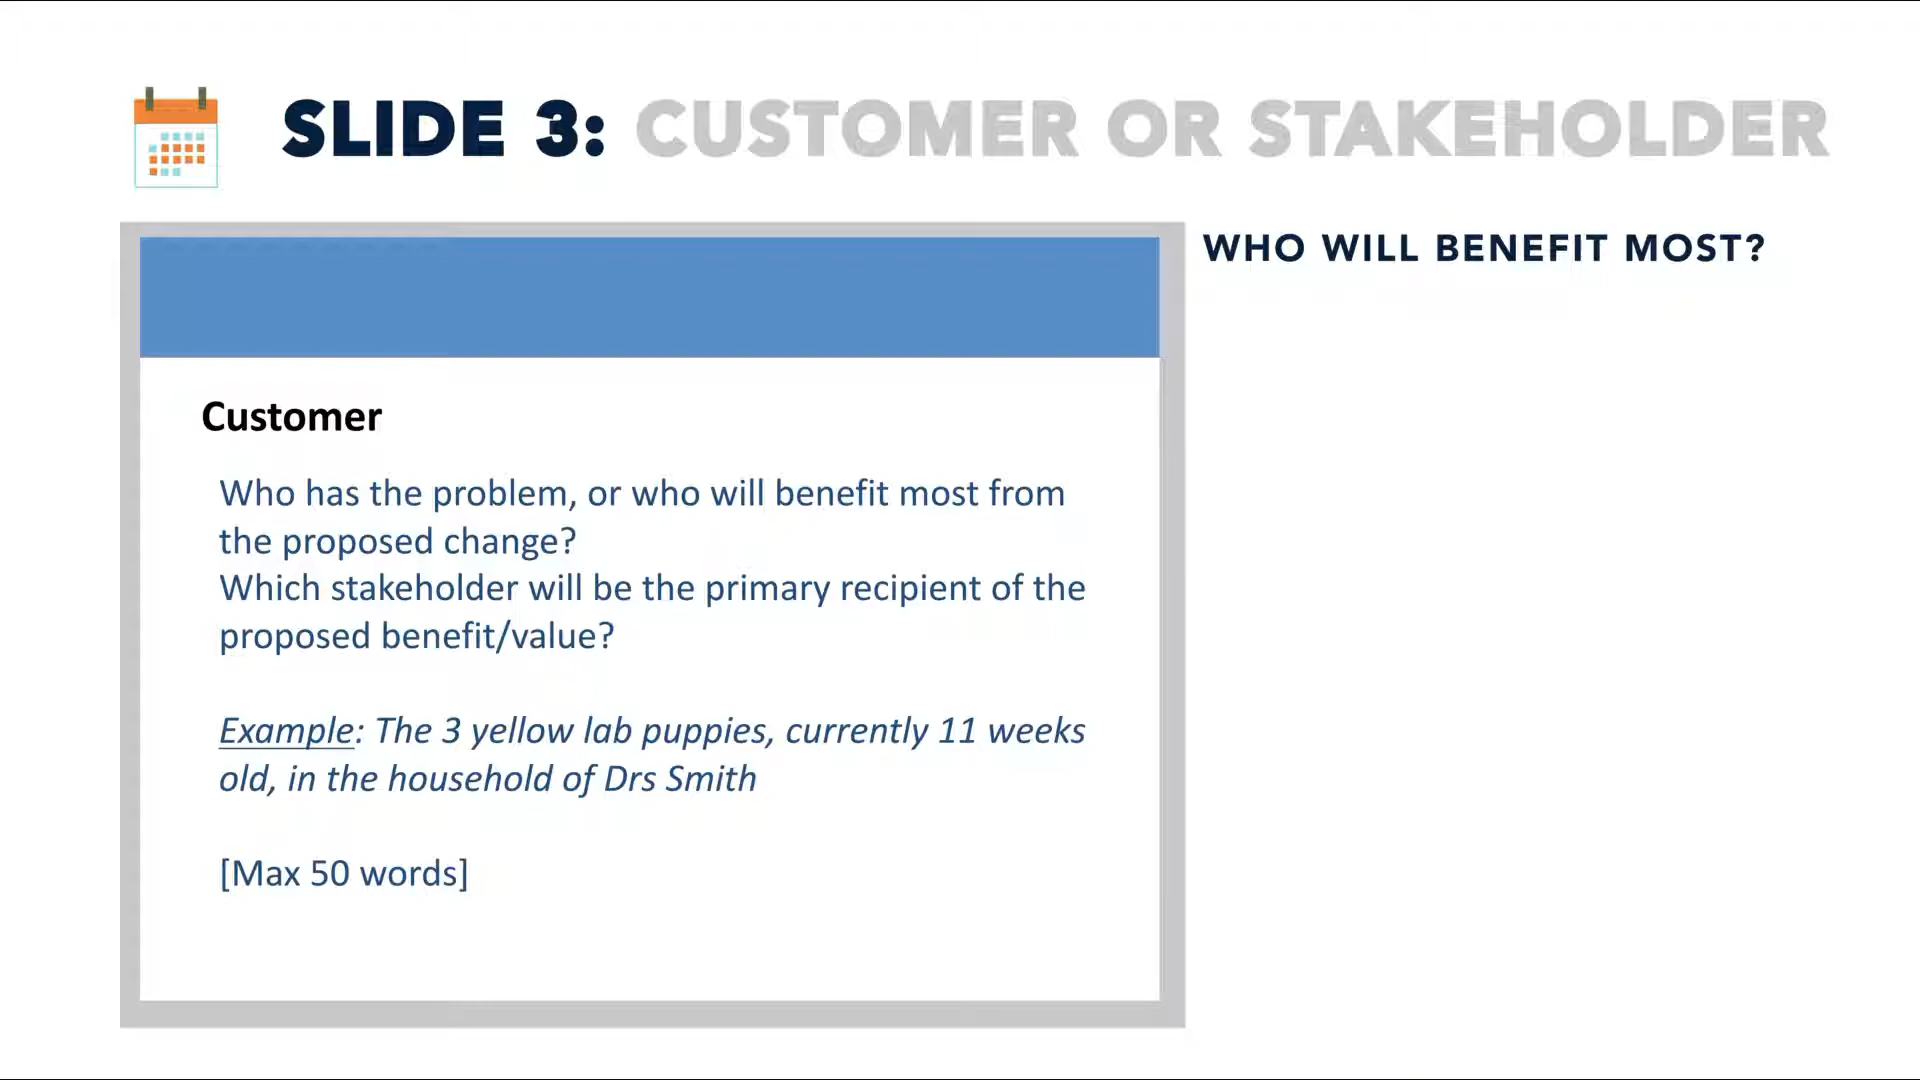 SLIDE 3: CUSTOMER OR STAKEHOLDER
WHO WILL BENEFIT MOST?
Customer
Who has the problem, or who will benefit most from
the proposed change?
Which stakeholder will be the primary recipient of the
proposed benefit/value?
Example: The 3 yellow lab puppies, currently 11 weeks
old, in the household of Drs Smith
[Max 50 words]